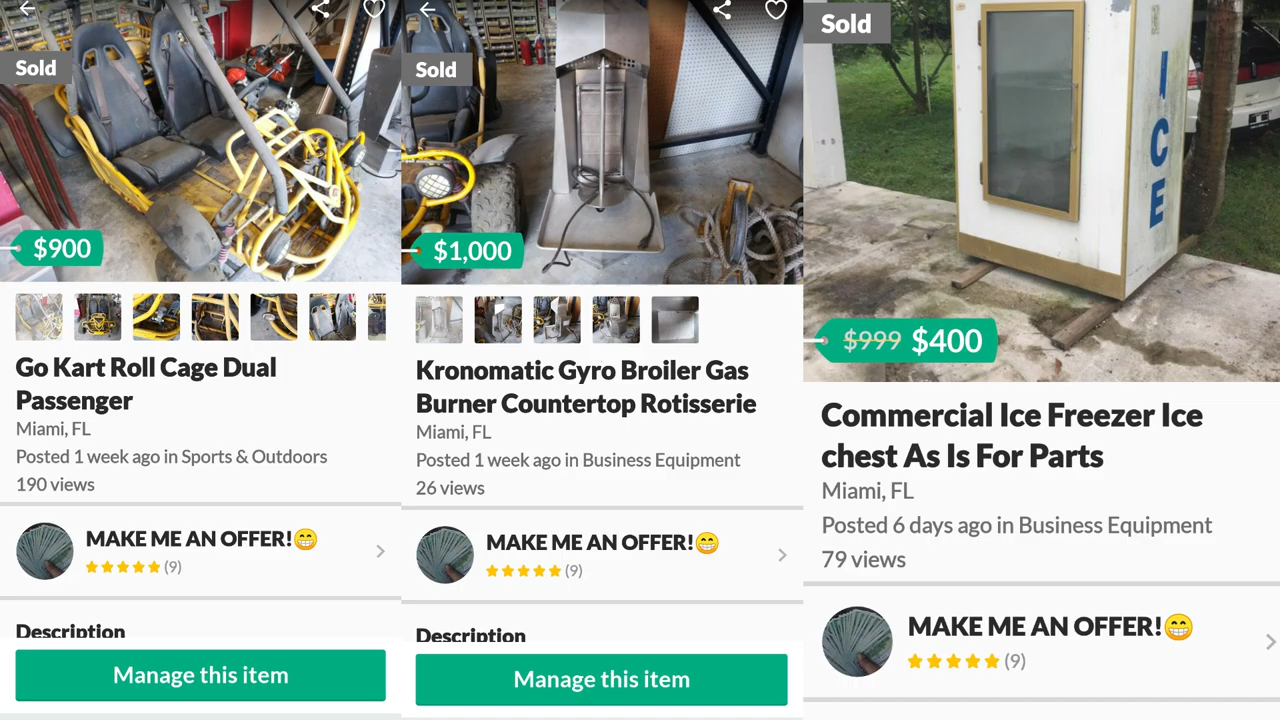 Sold
$900
Go Kart Roll Cage Dual
Passenger
Miami, FL
Posted 1 week ago in Sports & Outdoors
190 views
MAKE ME AN OFFER!😁
(9)
Description
Manage this item
Sold
$1,000
Kronomatic Gyro Broiler Gas
Burner Countertop Rotisserie
Miami, FL
Posted 1 week ago in Business Equipment
26 views
MAKE ME AN OFFER!😁
(9)
Description
Manage this item
Sold
ICE
$999 $400
Commercial Ice Freezer Ice
chest As Is For Parts
Miami, FL
Posted 6 days ago in Business Equipment
79 views
MAKE ME AN OFFER!😁
(9)